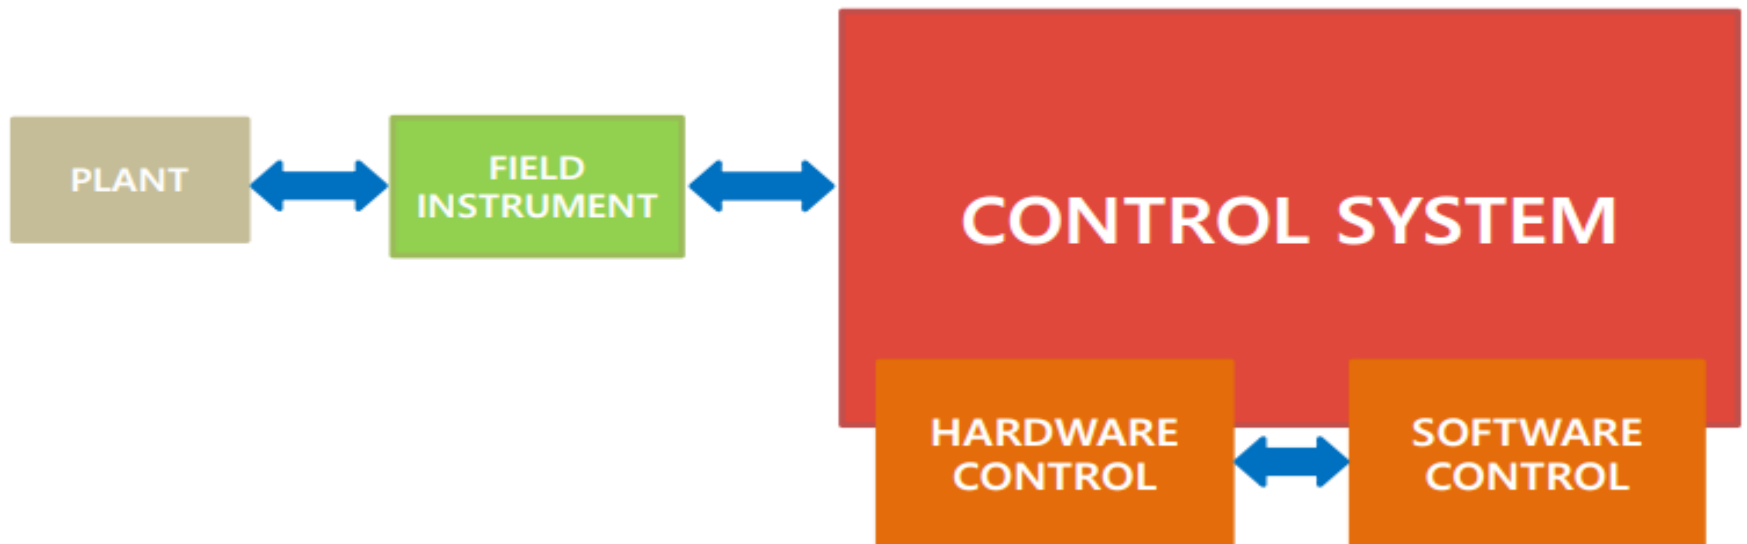 PLANT
FIELD
INSTRUMENT
CONTROL SYSTEM
HARDWARE
CONTROL
SOFTWARE
CONTROL